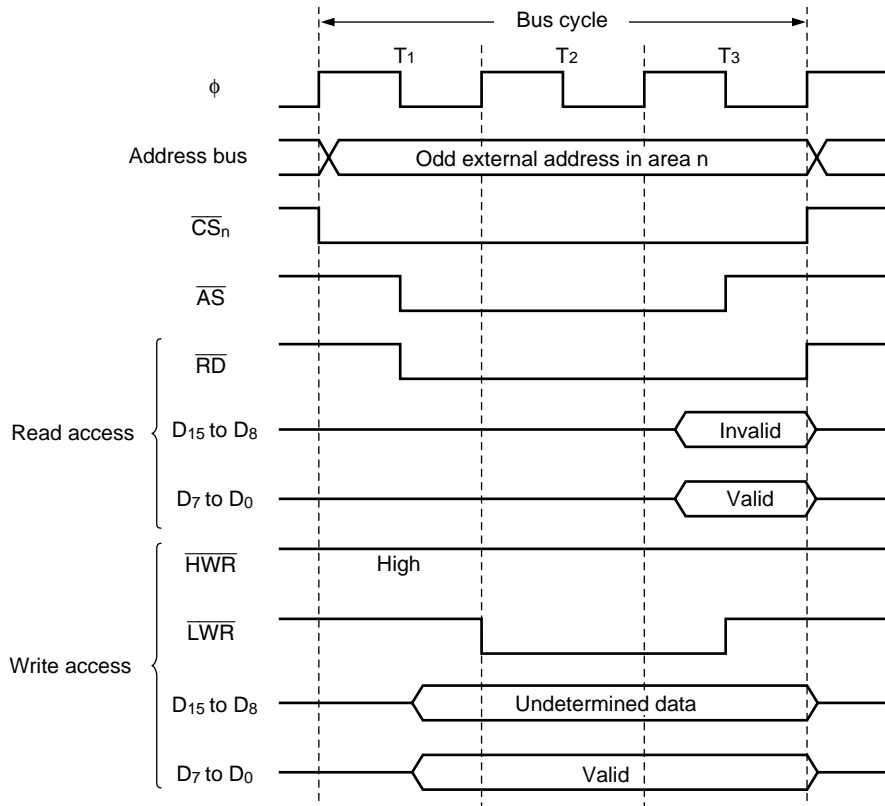 Bus cycle
T1 T2 T3
ϕ
Address bus Odd external address in area n
CSn
AS
RD
Read access D15 to D8 Invalid
D7 to D0 Valid
HWR High
LWR
Write access D15 to D8 Undetermined data
D7 to D0 Valid